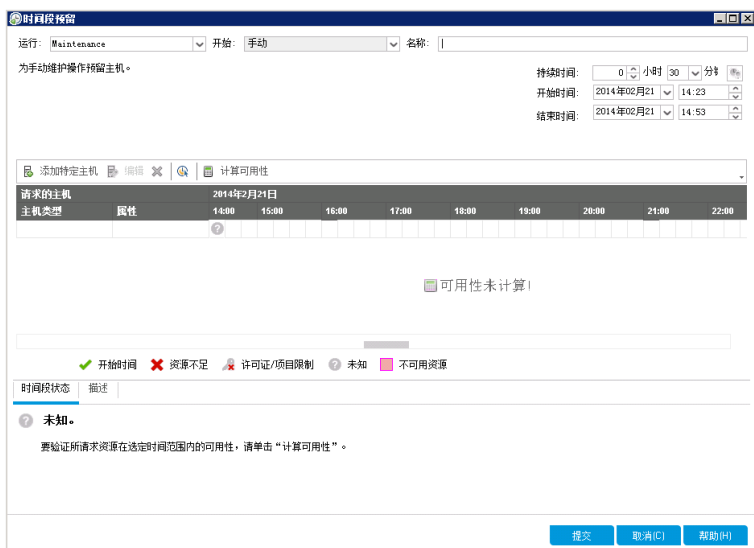 时间段预留
运行: Maintenance 开始: 手动 名称:
为手动维护操作预留主机。
持续时间: 0 小时 30 分钟
开始时间: 2014年02月21 14:23
结束时间: 2014年02月21 14:53
添加特定主机 编辑 计算可用性
请求的主机 2014年2月21日
主机类型 属性 14:00 15:00 16:00 17:00 18:00 19:00 20:00 21:00 22:00
可用性未计算!
开始时间 资源不足 许可证/项目限制 未知 不可用资源
时间段状态 描述
未知。
要验证所请求资源在选定时间范围内的可用性，请单击“计算可用性”。
提交 取消(C) 帮助(H)